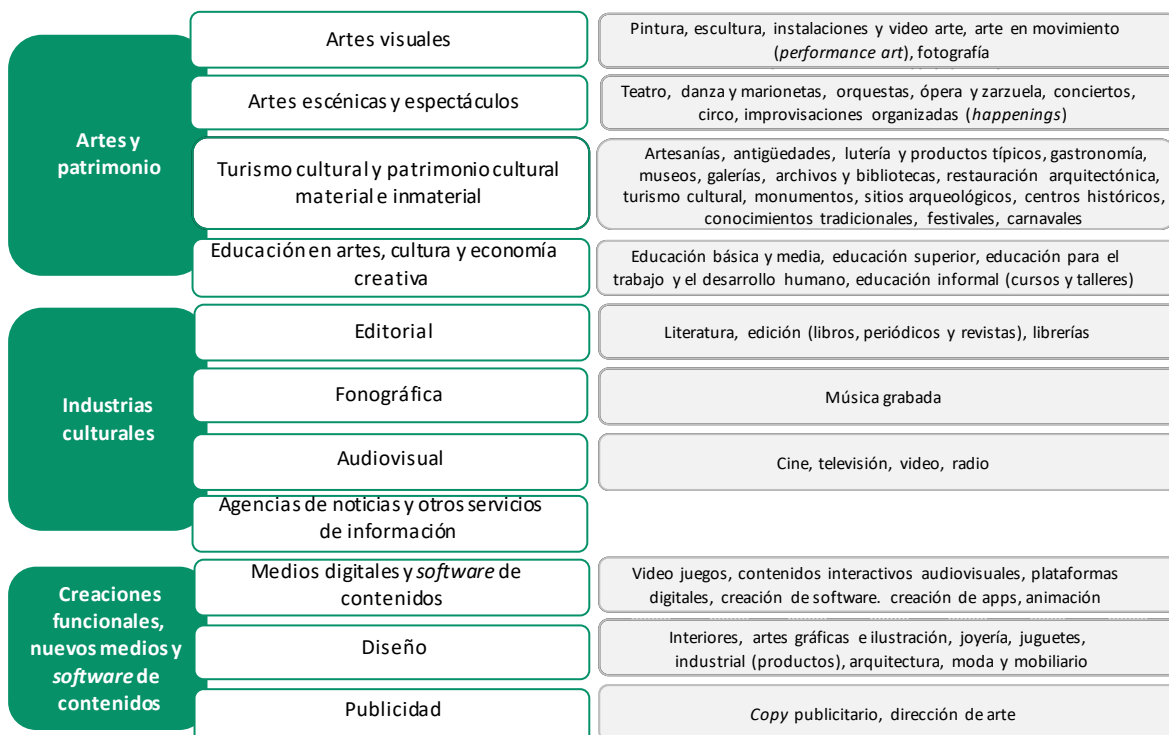 Artes y
patrimonio
Artes visuales
Pintura, escultura, instalaciones y video arte, arte en movimiento
(performance art), fotografía
Artes escénicas y espectáculos
Teatro, danza y marionetas, orquestas, ópera y zarzuela, conciertos,
circo, improvisaciones organizadas (happenings)
Turismo cultural y patrimonio cultural
material e inmaterial
Artesanías, antigüedades, lutería y productos típicos, gastronomía,
museos, galerías, archivos y bibliotecas, restauración arquitectónica,
turismo cultural, monumentos, sitios arqueológicos, centros históricos,
conocimientos tradicionales, festivales, carnavales
Educación en artes, cultura y economía
creativa
Educación básica y media, educación superior, educación para el
trabajo y el desarrollo humano, educación informal (cursos y talleres)
Industrias
culturales
Editorial
Literatura, edición (libros, periódicos y revistas), librerías
Fonográfica
Música grabada
Audiovisual
Cine, televisión, video, radio
Agencias de noticias y otros servicios
de información
Creaciones
funcionales,
nuevos medios y
software de
contenidos
Medios digitales y software de
contenidos
Video juegos, contenidos interactivos audiovisuales, plataformas
digitales, creación de software. creación de apps, animación
Diseño
Interiores, artes gráficas e ilustración, joyería, juguetes,
industrial (productos), arquitectura, moda y mobiliario
Publicidad
Copy publicitario, dirección de arte